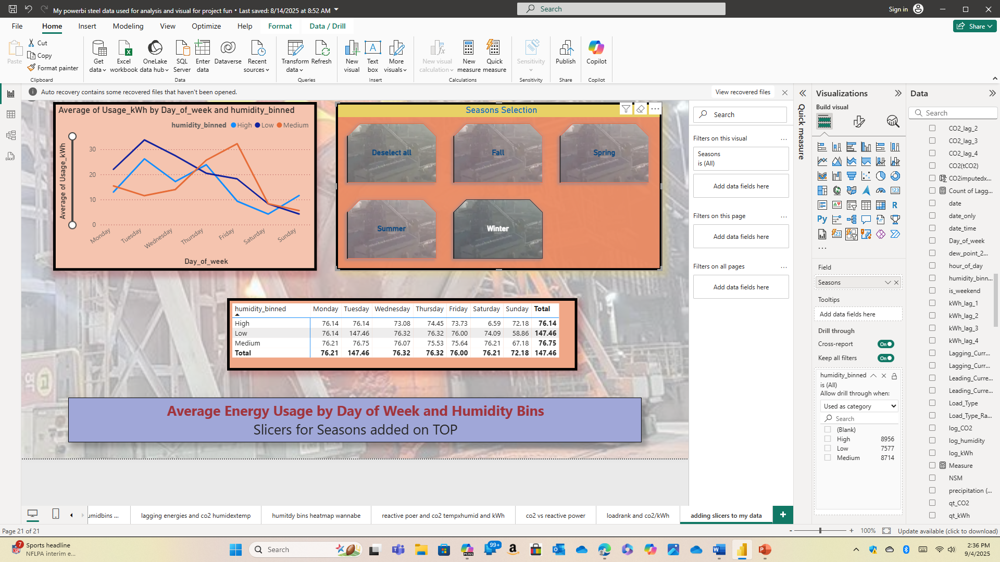 My powerbi steel data used for analysis and visual for project fun • Last saved: 8/14/2025 at 8:52 AM
Search
Sign in
File
Home
Insert
Modeling
View
Optimize
Help
Format
Data / Drill
Share
Paste
Cut
Copy
Format painter
Clipboard
Get data
Excel workbook
OneLake data hub
SQL Server
Enter data
Dataverse
Recent sources
Data
Transform data
Refresh
Queries
New visual
Text box
More visuals
Insert
New visual calculation
New measure
Quick measure
Calculations
Sensitivity
Sensitivity
Publish
Share
Copilot
Copilot
Auto recovery contains some recovered files that haven't been opened.
View recovered files
Average of Usage_kWh by Day_of_week and humidity_binned
humidity_binned High Low Medium
Average of Usage_kWh
30
20
10
0
Monday Tuesday Wednesday Thursday Friday Saturday Sunday
Day_of_week
Seasons Selection
Deselect all
Fall
Spring
Summer
Winter
humidity_binned Monday Tuesday Wednesday Thursday Friday Saturday Sunday Total
High 76.14 76.14 73.08 74.45 73.73 6.59 72.18 76.14
Low 76.14 147.46 76.32 76.32 76.00 74.09 58.86 147.46
Medium 76.21 76.75 76.07 75.53 75.64 76.21 67.18 76.75
Total 76.21 147.46 76.32 76.32 76.00 76.21 72.18 147.46
Average Energy Usage by Day of Week and Humidity Bins
Slicers for Seasons added on TOP
Search
Filters on this visual
Seasons
is (All)
Add data fields here
Filters on this page
Add data fields here
Filters on all pages
Add data fields here
Quick measure
Visualizations
Build visual
R
Py
123
Field
Seasons
Tooltips
Add data fields here
Drill through
Cross-report
On
Keep all filters
On
humidity_binned
is (All)
Allow drill through when:
Used as category
Search
(Blank)
High 8956
Low 7577
Medium 8714
Data
Search
CO2_lag_2
CO2_lag_3
CO2_lag_4
CO2(tCO2)
CO2imputedx...
Count of Lagg...
date
date_only
date_time
Day_of_week
dew_point_2...
hour_of_day
humidity_binn...
is_weekend
kWh_lag_1
kWh_lag_2
kWh_lag_3
kWh_lag_4
Lagging_Curr...
Lagging_Curr...
Leading_Curre...
Leading_Curre...
Load_Type
Load_Type_Ra...
log_CO2
log_humidity
log_kWh
Measure
NSM
precipitation (...
qt_CO2
qt_kWh
umidbins ...
lagging energies and co2 humidextemp
humitdy bins heatmap wannabe
reactive poer and co2 tempxhumid and kWh
co2 vs reactive power
loadrank and co2/kWh
adding slicers to my data
Page 21 of 21
- + 100%
Update available (click to download)
7
Sports headline
NFLPA interim e...
Search
M365
99+
2:36 PM
9/4/2025